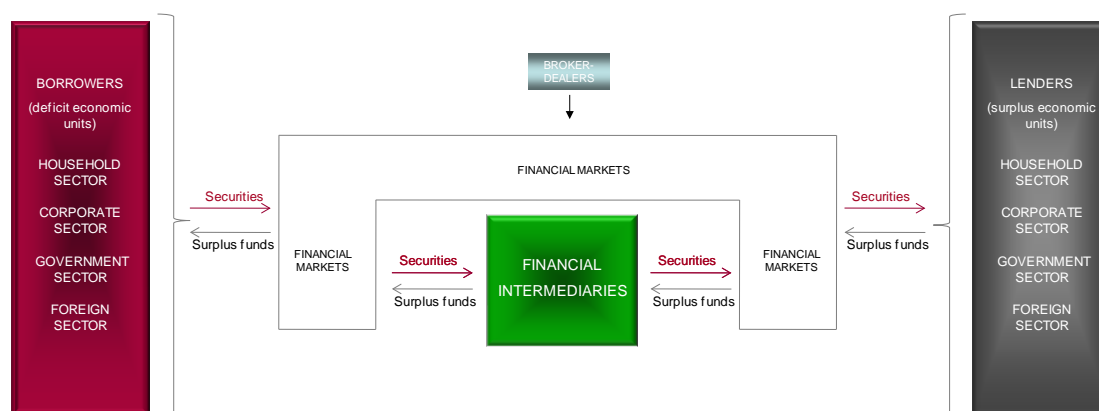 BORROWERS
(deficit economic
units)
HOUSEHOLD
SECTOR
CORPORATE
SECTOR
GOVERNMENT
SECTOR
FOREIGN
SECTOR
Securities
Surplus funds
BROKER-
DEALERS
FINANCIAL MARKETS
FINANCIAL
MARKETS
Securities
Surplus funds
FINANCIAL
INTERMEDIARIES
Securities
Surplus funds
FINANCIAL
MARKETS
Securities
Surplus funds
LENDERS
(surplus economic
units)
HOUSEHOLD
SECTOR
CORPORATE
SECTOR
GOVERNMENT
SECTOR
FOREIGN
SECTOR